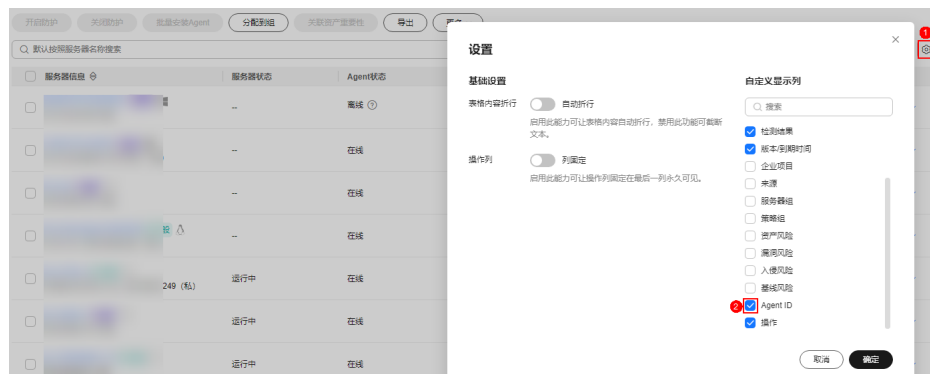 开启防护 关闭防护 批量安装Agent 分配到组 关联资产重要性 导出
默认按照服务器名称搜索
1
服务器信息 服务器状态 Agent状态
-- 离线
-- 在线
-- 在线
-- 在线
249 (私) 运行中 在线
运行中 在线
运行中 在线
设置
基础设置
表格内容折行 自动折行
启用此能力可让表格内容自动折行，禁用此功能可截断
文本。
操作列 列固定
启用此能力可让操作列固定在最后一列永久可见。
自定义显示列
搜索
检测结果
版本/到期时间
企业项目
来源
服务器组
策略组
资产风险
漏洞风险
入侵风险
基线风险
2 Agent ID
操作
取消 确定